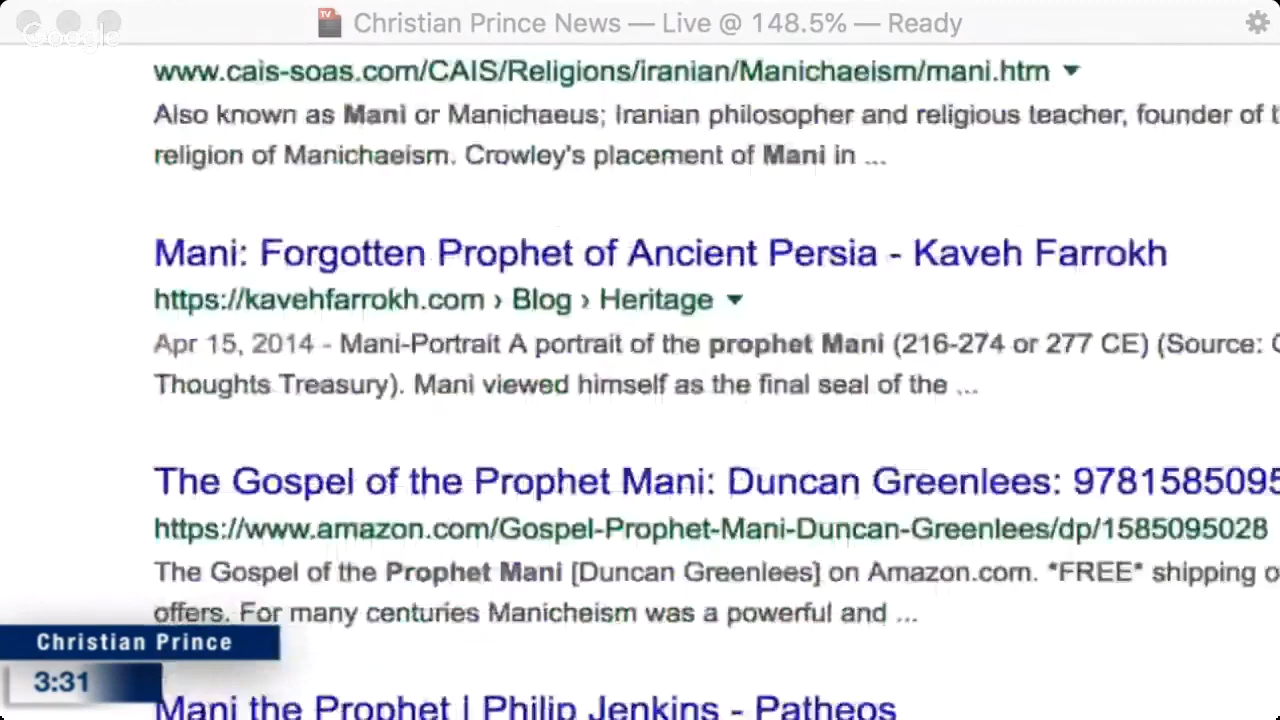 Christian Prince News — Live @ 148.5% — Ready
Google
www.cais-soas.com/CAIS/Religions/iranian/Manichaeism/mani.htm
Also known as Mani or Manichaeus; Iranian philosopher and religious teacher, founder of t
religion of Manichaeism. Crowley's placement of Mani in ...
Mani: Forgotten Prophet of Ancient Persia - Kaveh Farrokh
https://kavehfarrokh.com › Blog › Heritage
Apr 15, 2014 - Mani-Portrait A portrait of the prophet Mani (216-274 or 277 CE) (Source: C
Thoughts Treasury). Mani viewed himself as the final seal of the ...
The Gospel of the Prophet Mani: Duncan Greenlees: 9781585095
https://www.amazon.com/Gospel-Prophet-Mani-Duncan-Greenlees/dp/1585095028
The Gospel of the Prophet Mani [Duncan Greenlees] on Amazon.com. *FREE* shipping o
offers. For many centuries Manicheism was a powerful and ...
Christian Prince
3:31
Mani the Prophet | Philip Jenkins - Patheos